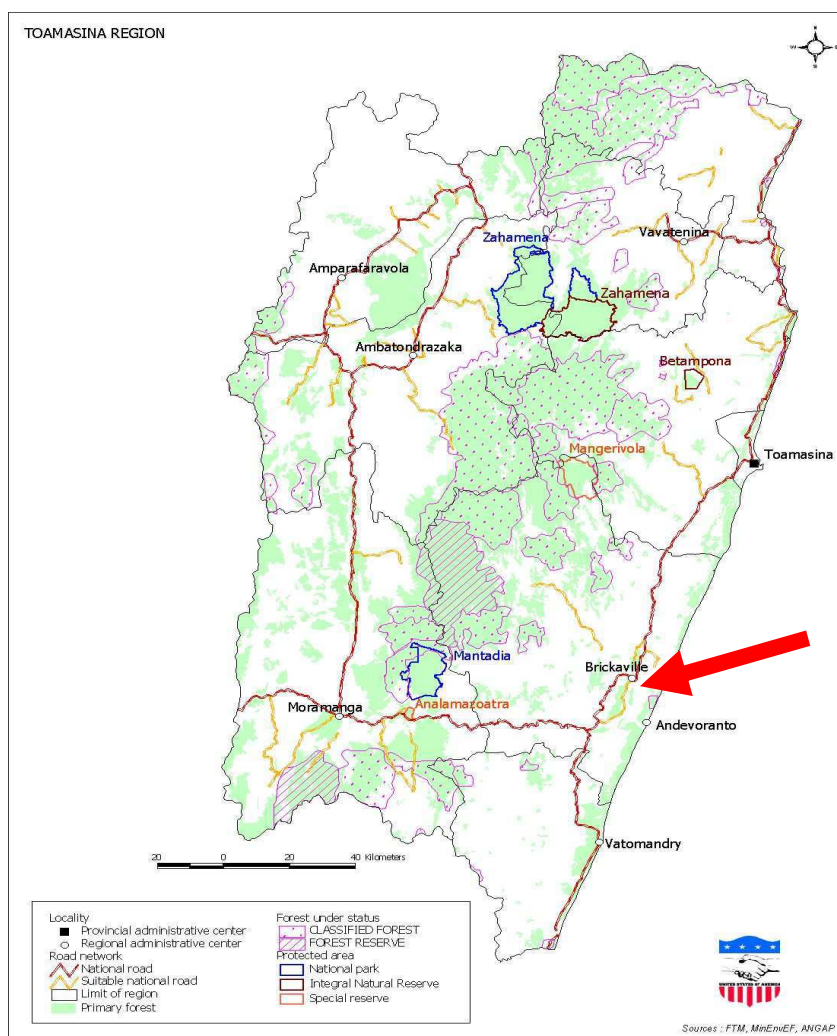 TOAMASINA REGION
N
W
E
S
Zahamena
Vavatenina
Amparafaravola
Zahamena
Ambatondrazaka
Betampona
Mangerivola
Toamasina
Mantadia
Brickaville
Analamazoatra
Moramanga
Andevoranto
Vatomandry
20 0 20 40 Kilometers
Locality
Provincial administrative center
Regional administrative center
Road network
National road
Suitable national road
Limit of region
Primary forest
Forest under status
CLASSIFIED FOREST
FOREST RESERVE
Protected area
National park
Integral Natural Reserve
Special reserve
UNITED STATES OF AMERICA
Sources : FTM, MinEnvEF, ANGAP